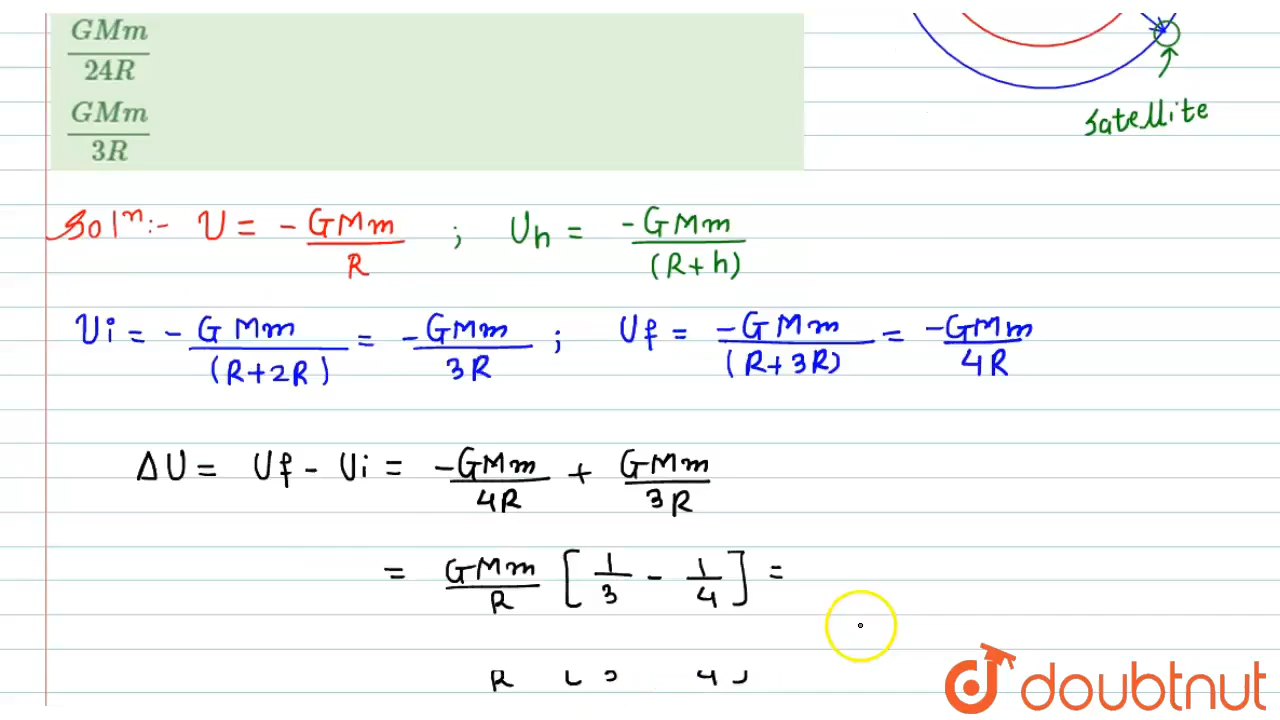 GMm
24R
GMm
3R
Satellite
Solⁿ:- U = - GMm / R ; Uh = -GMm / (R+h)
Ui = - GMm / (R+2R) = - GMm / 3R ; Uf = -GMm / (R+3R) = -GMm / 4R
ΔU = Uf - Ui = -GMm / 4R + GMm / 3R
= GMm / R [ 1/3 - 1/4 ] =
doubtnut